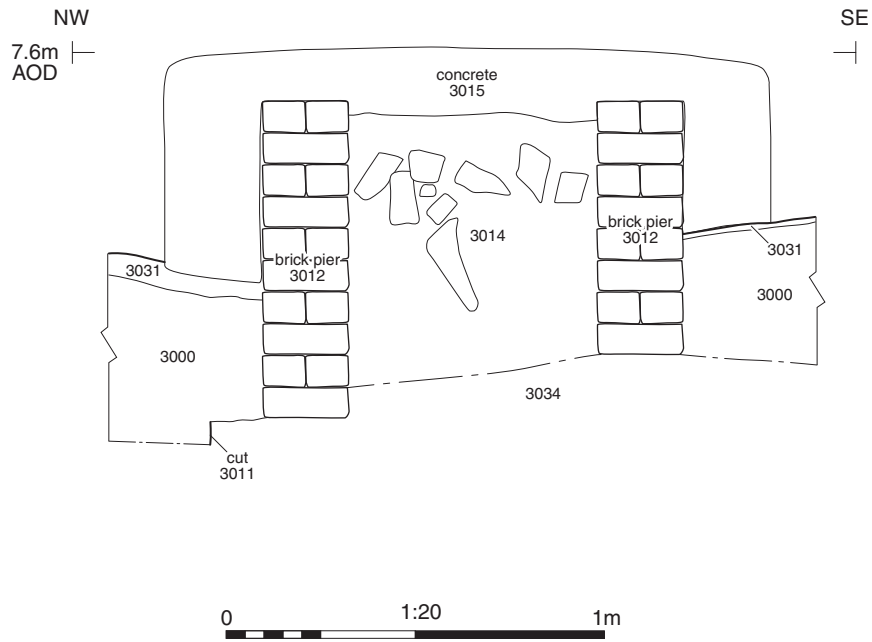 NW
SE
7.6m
AOD
concrete
3015
brick pier
3012
3014
brick pier
3012
3031
3031
3000
3000
3034
cut
3011
0
1:20
1m